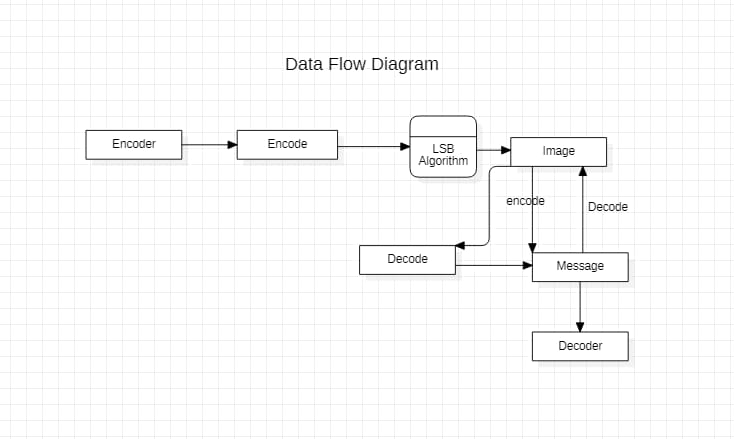 Data Flow Diagram
Encoder
Encode
LSB
Algorithm
Image
encode
Decode
Decode
Message
Decoder